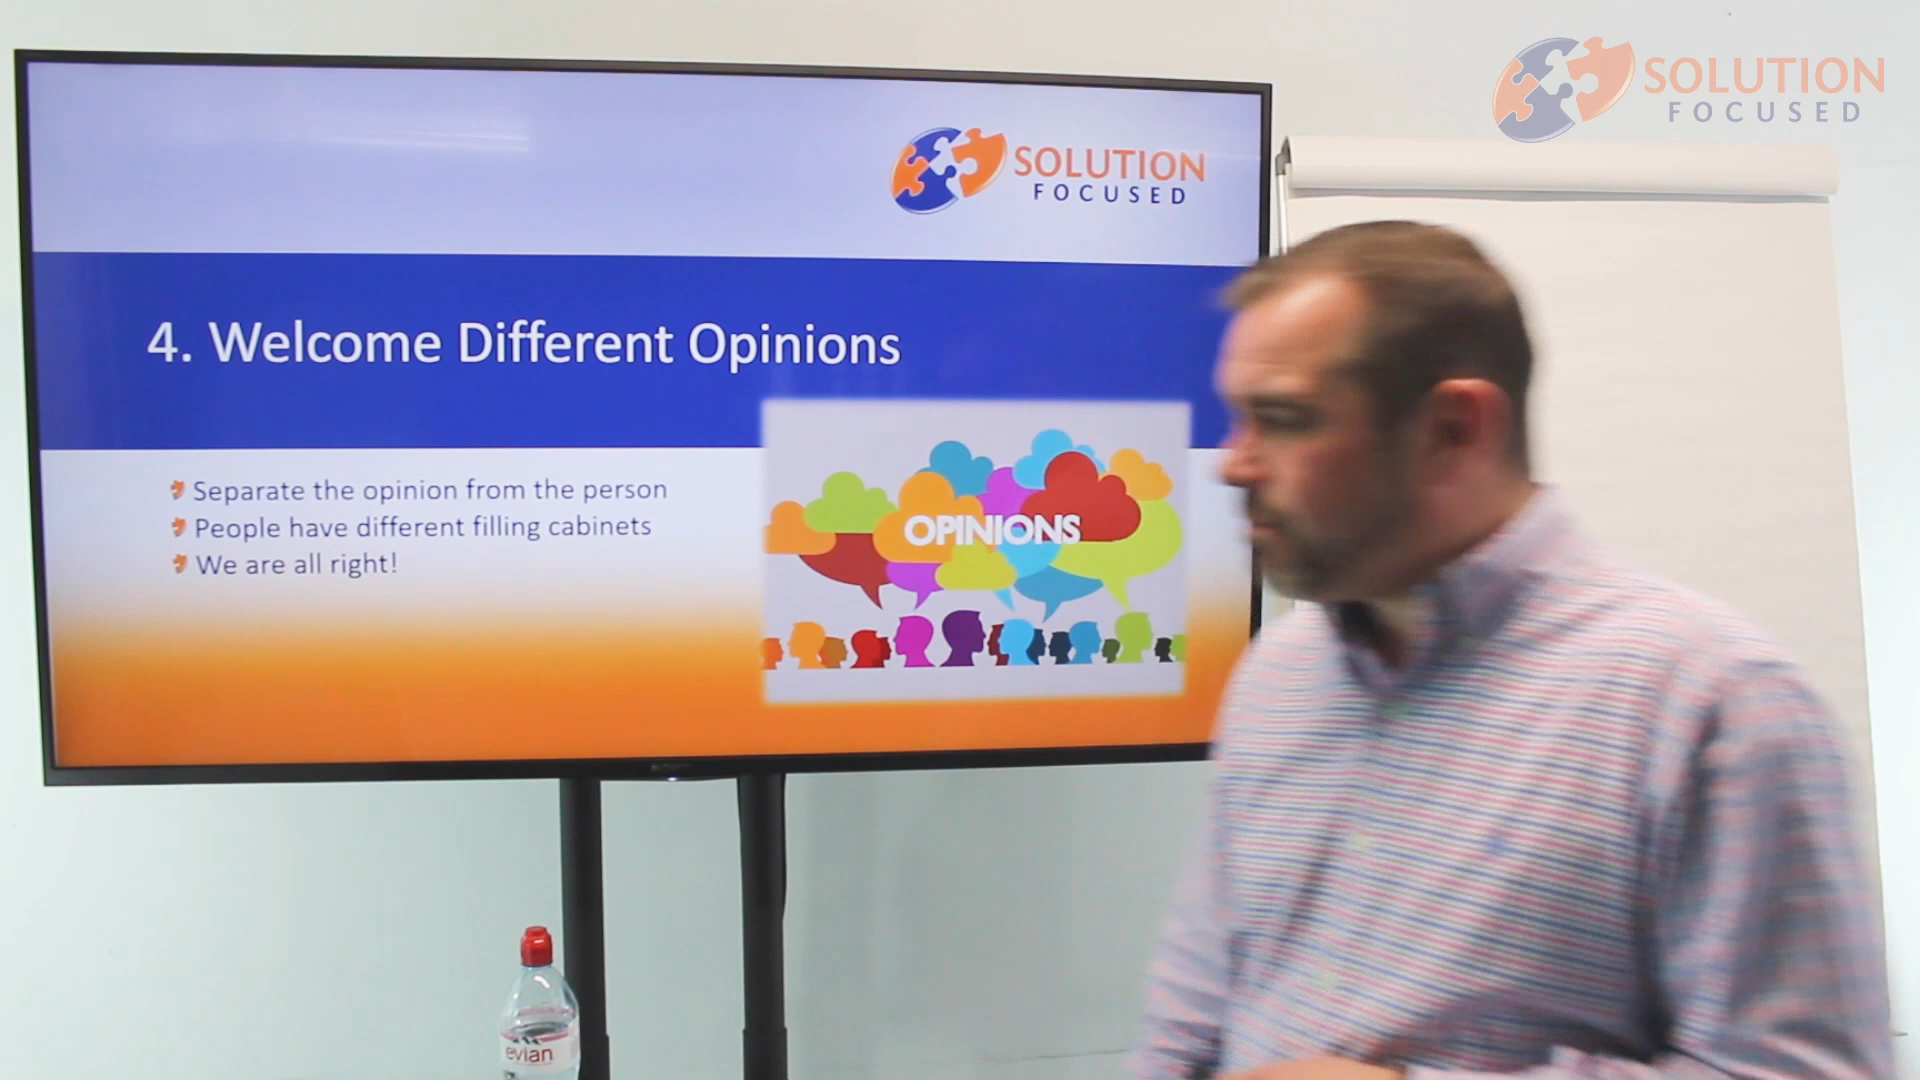 SOLUTION
FOCUSED
SOLUTION
FOCUSED
4. Welcome Different Opinions
Separate the opinion from the person
People have different filling cabinets
We are all right!
OPINIONS
evian